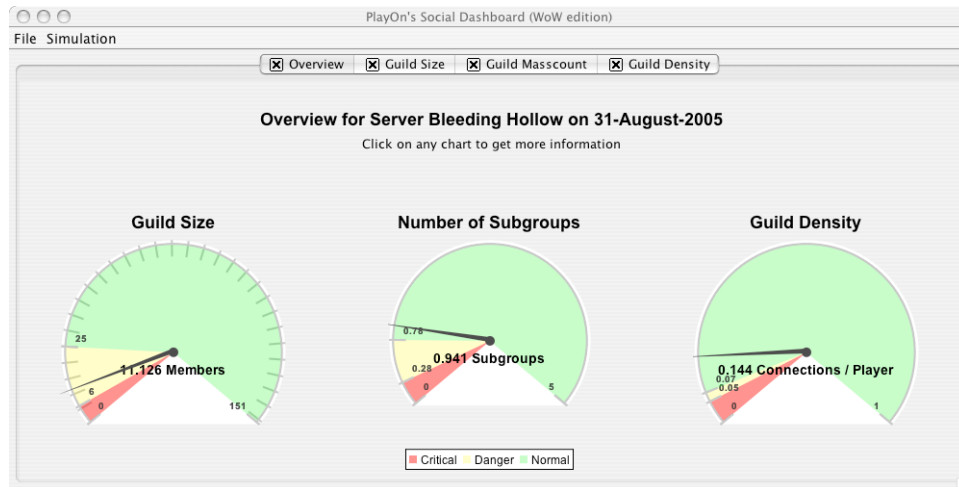 PlayOn's Social Dashboard (WoW edition)
File Simulation
Overview Guild Size Guild Masscount Guild Density
Overview for Server Bleeding Hollow on 31-August-2005
Click on any chart to get more information
Guild Size
25
11.126 Members
6
0
151
Number of Subgroups
0.78
0.941 Subgroups
0.28
0
5
Guild Density
0.144 Connections / Player
0.07
0.05
0
1
Critical Danger Normal